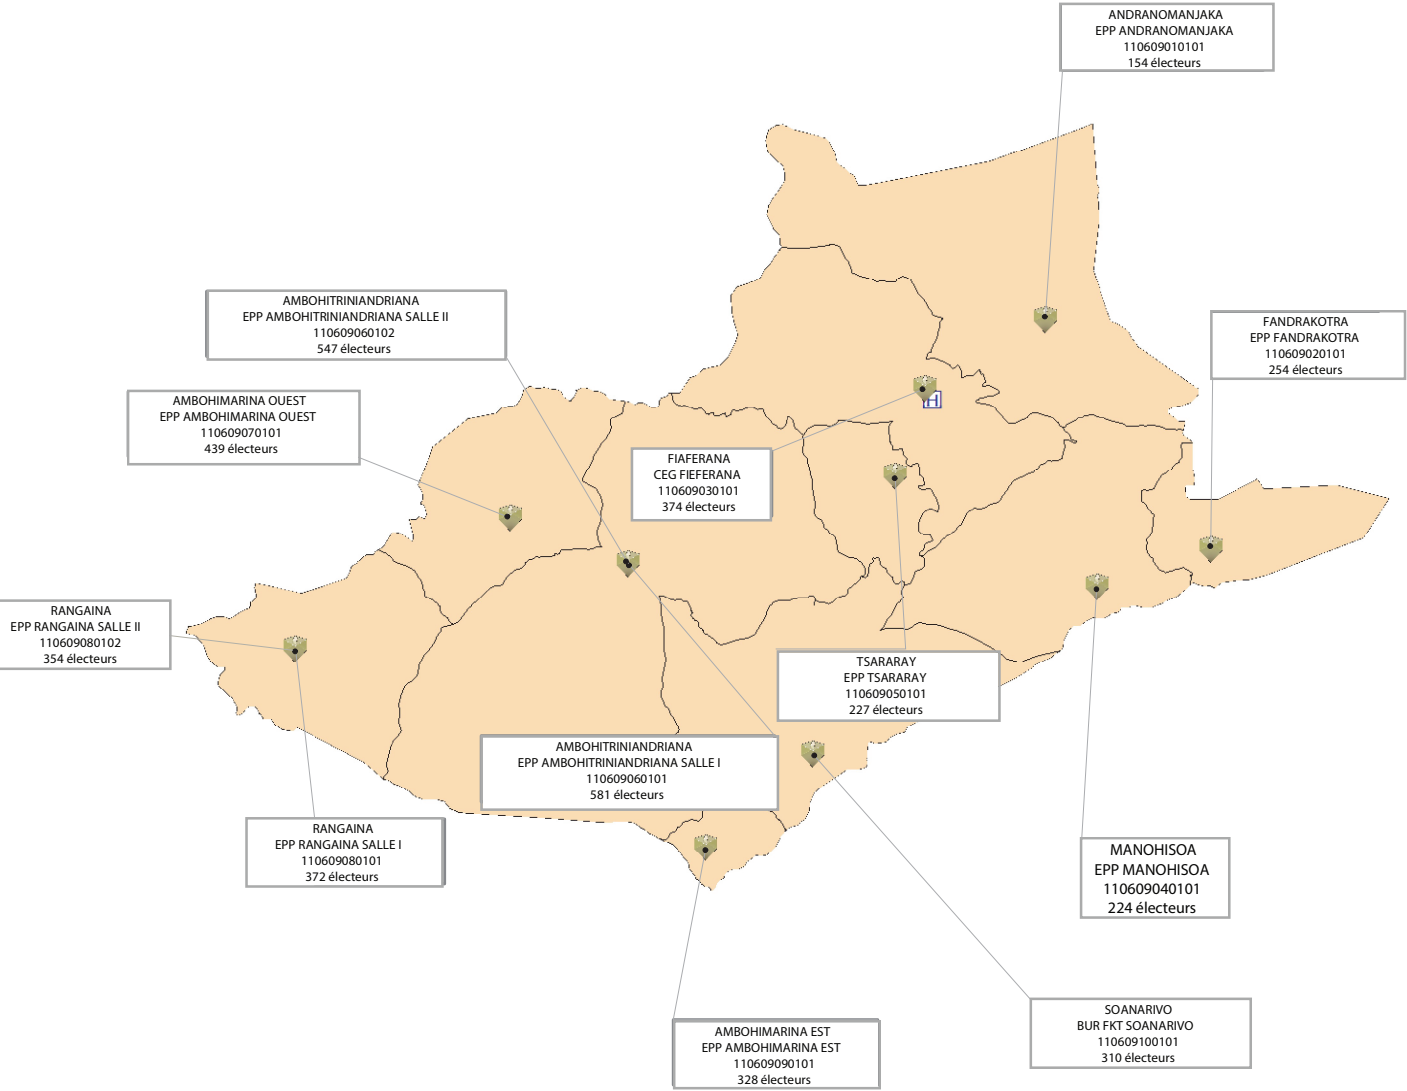 ANDRANOMANJAKA
EPP ANDRANOMANJAKA
110609010101
154 électeurs
AMBOHITRINIANDRIANA
EPP AMBOHITRINIANDRIANA SALLE II
110609060102
547 électeurs
FANDRAKOTRA
EPP FANDRAKOTRA
110609020101
254 électeurs
AMBOHIMARINA OUEST
EPP AMBOHIMARINA OUEST
110609070101
439 électeurs
H
FIAFERANA
CEG FIEFERANA
110609030101
374 électeurs
RANGAINA
EPP RANGAINA SALLE II
110609080102
354 électeurs
TSARARAY
EPP TSARARAY
110609050101
227 électeurs
AMBOHITRINIANDRIANA
EPP AMBOHITRINIANDRIANA SALLE I
110609060101
581 électeurs
RANGAINA
EPP RANGAINA SALLE I
110609080101
372 électeurs
MANOHISOA
EPP MANOHISOA
110609040101
224 électeurs
SOANARIVO
BUR FKT SOANARIVO
110609100101
310 électeurs
AMBOHIMARINA EST
EPP AMBOHIMARINA EST
110609090101
328 électeurs